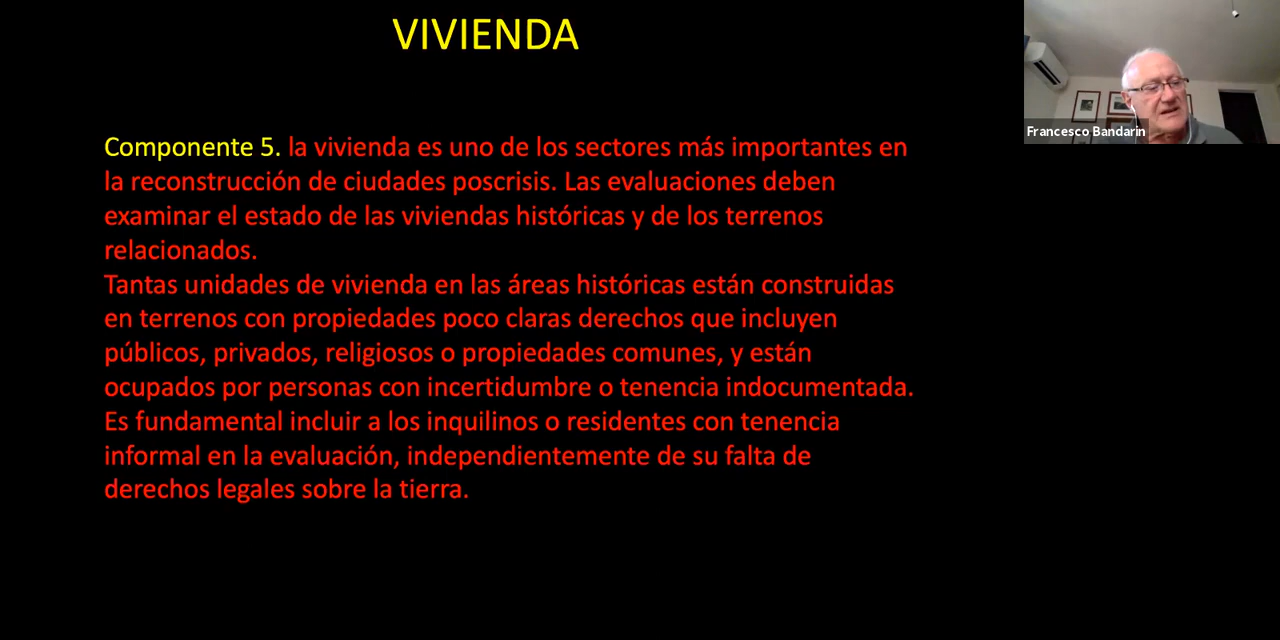 VIVIENDA
Francesco Bandarin
Componente 5. la vivienda es uno de los sectores más importantes en
la reconstrucción de ciudades poscrisis. Las evaluaciones deben
examinar el estado de las viviendas históricas y de los terrenos
relacionados.
Tantas unidades de vivienda en las áreas históricas están construidas
en terrenos con propiedades poco claras derechos que incluyen
públicos, privados, religiosos o propiedades comunes, y están
ocupados por personas con incertidumbre o tenencia indocumentada.
Es fundamental incluir a los inquilinos o residentes con tenencia
informal en la evaluación, independientemente de su falta de
derechos legales sobre la tierra.